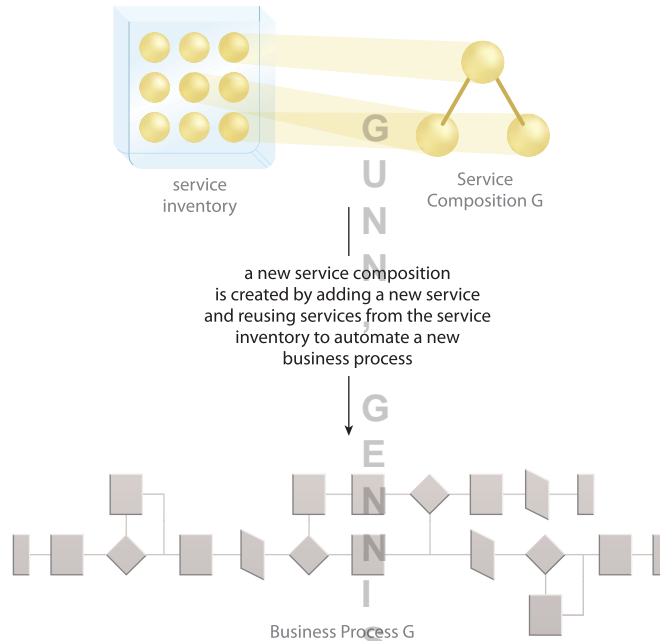 service
inventory
Service
Composition G
a new service composition
is created by adding a new service
and reusing services from the service
inventory to automate a new
business process
Business Process G
GUNN, GENNIS